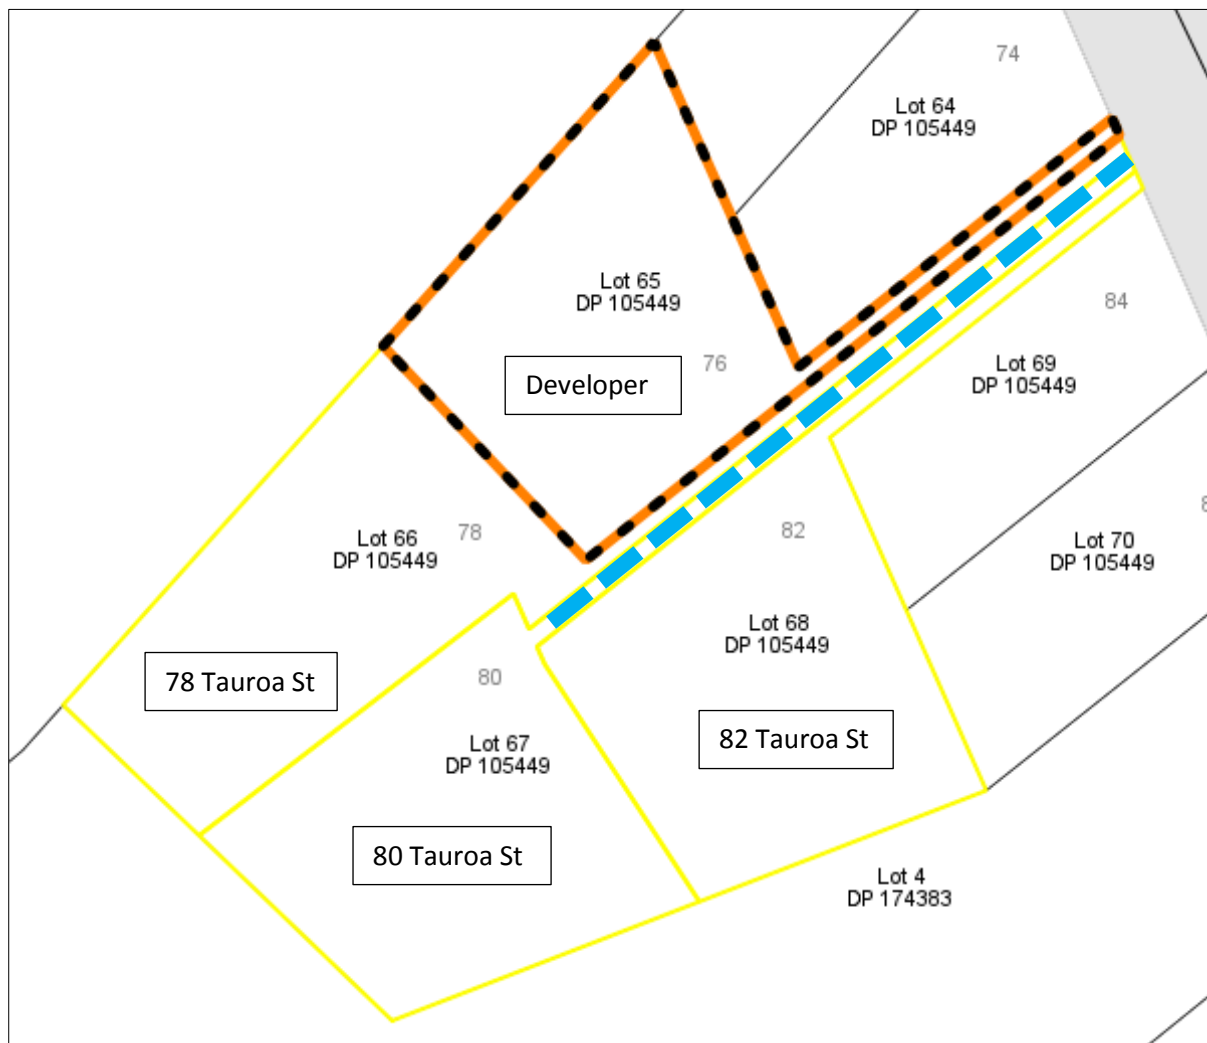 74
Lot 64
DP 105449
Lot 65
DP 105449
84
76
Lot 69
DP 105449
Developer
78
82
8
Lot 66
DP 105449
Lot 70
DP 105449
Lot 68
DP 105449
78 Tauroa St
80
82 Tauroa St
Lot 67
DP 105449
80 Tauroa St
Lot 4
DP 174383